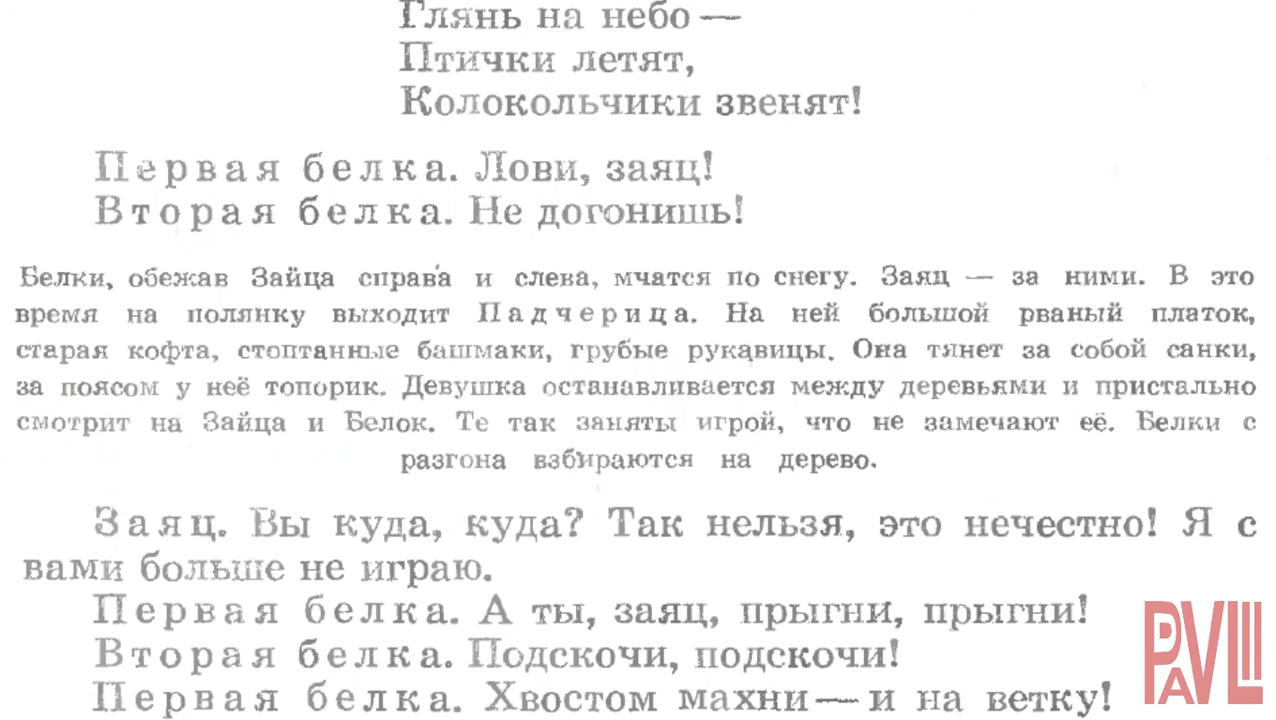 Глянь на небо —
Птички летят,
Колокольчики звенят!
Первая белка. Лови, заяц!
Вторая белка. Не догонишь!
Белки, обежав Зайца справа и слева, мчатся по снегу. Заяц — за ними. В это
время на полянку выходит Падчерица. На ней большой рваный платок,
старая кофта, стоптанные башмаки, грубые рукавицы. Она тянет за собой санки,
за поясом у неё топорик. Девушка останавливается между деревьями и пристально
смотрит на Зайца и Белок. Те так заняты игрой, что не замечают её. Белки с
разгона взбираются на дерево.
Заяц. Вы куда, куда? Так нельзя, это нечестно! Я с
вами больше не играю.
Первая белка. А ты, заяц, прыгни, прыгни!
Вторая белка. Подскочи, подскочи!
Первая белка. Хвостом махни — и на ветку!